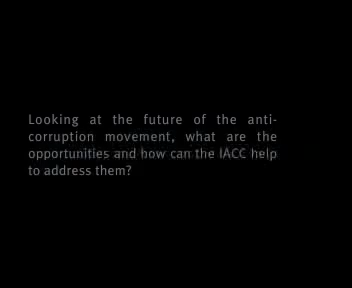 Looking at the future of the anti-
corruption movement, what are the
opportunities and how can the IACC help
to address them?